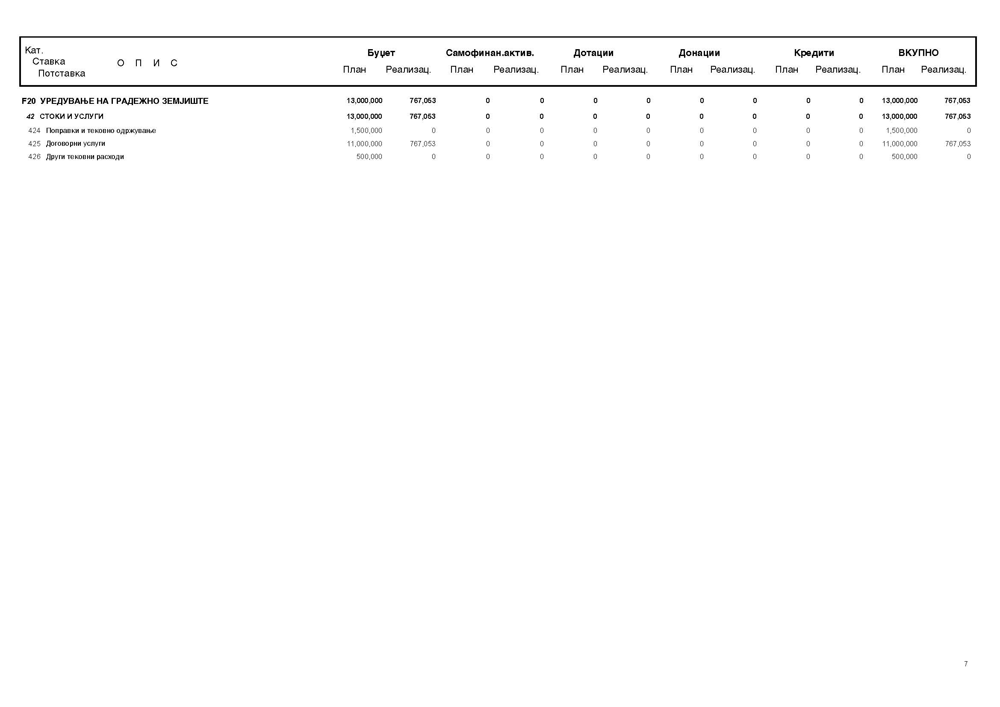 Кат.
Ставка
Потставка
О П И С
Буџет Самофинан.актив. Дотации Донации Кредити ВКУПНО
План Реализац. План Реализац. План Реализац. План Реализац. План Реализац. План Реализац.
F20 УРЕДУВАЊЕ НА ГРАДЕЖНО ЗЕМЈИШТЕ 13,000,000 767,053 0 0 0 0 0 0 0 0 13,000,000 767,053
42 СТОКИ И УСЛУГИ 13,000,000 767,053 0 0 0 0 0 0 0 0 13,000,000 767,053
424 Поправки и тековно одржување 1,500,000 0 0 0 0 0 0 0 0 0 1,500,000 0
425 Договорни услуги 11,000,000 767,053 0 0 0 0 0 0 0 0 11,000,000 767,053
426 Други тековни расходи 500,000 0 0 0 0 0 0 0 0 0 500,000 0
7